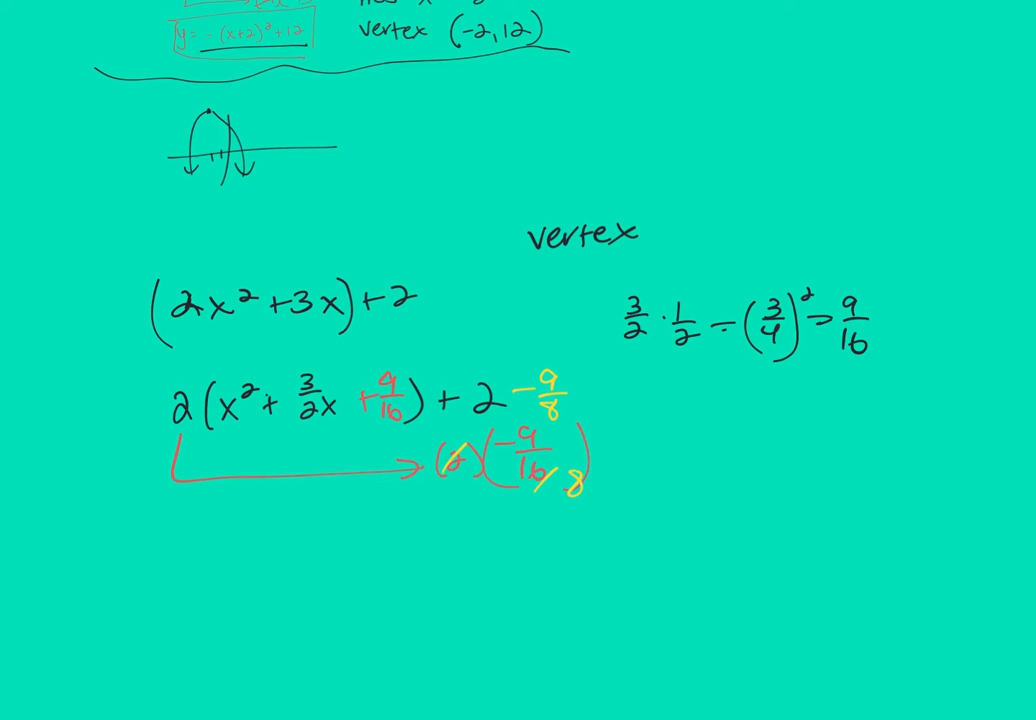 y = -(x+2)² + 12
vertex (-2, 12)
vertex
(2x² + 3x) + 2
3/2 · 1/2 = (3/4)² = 9/16
2(x² + 3/2x + 9/16) + 2 - 9/8
(2)(-9/16) 8